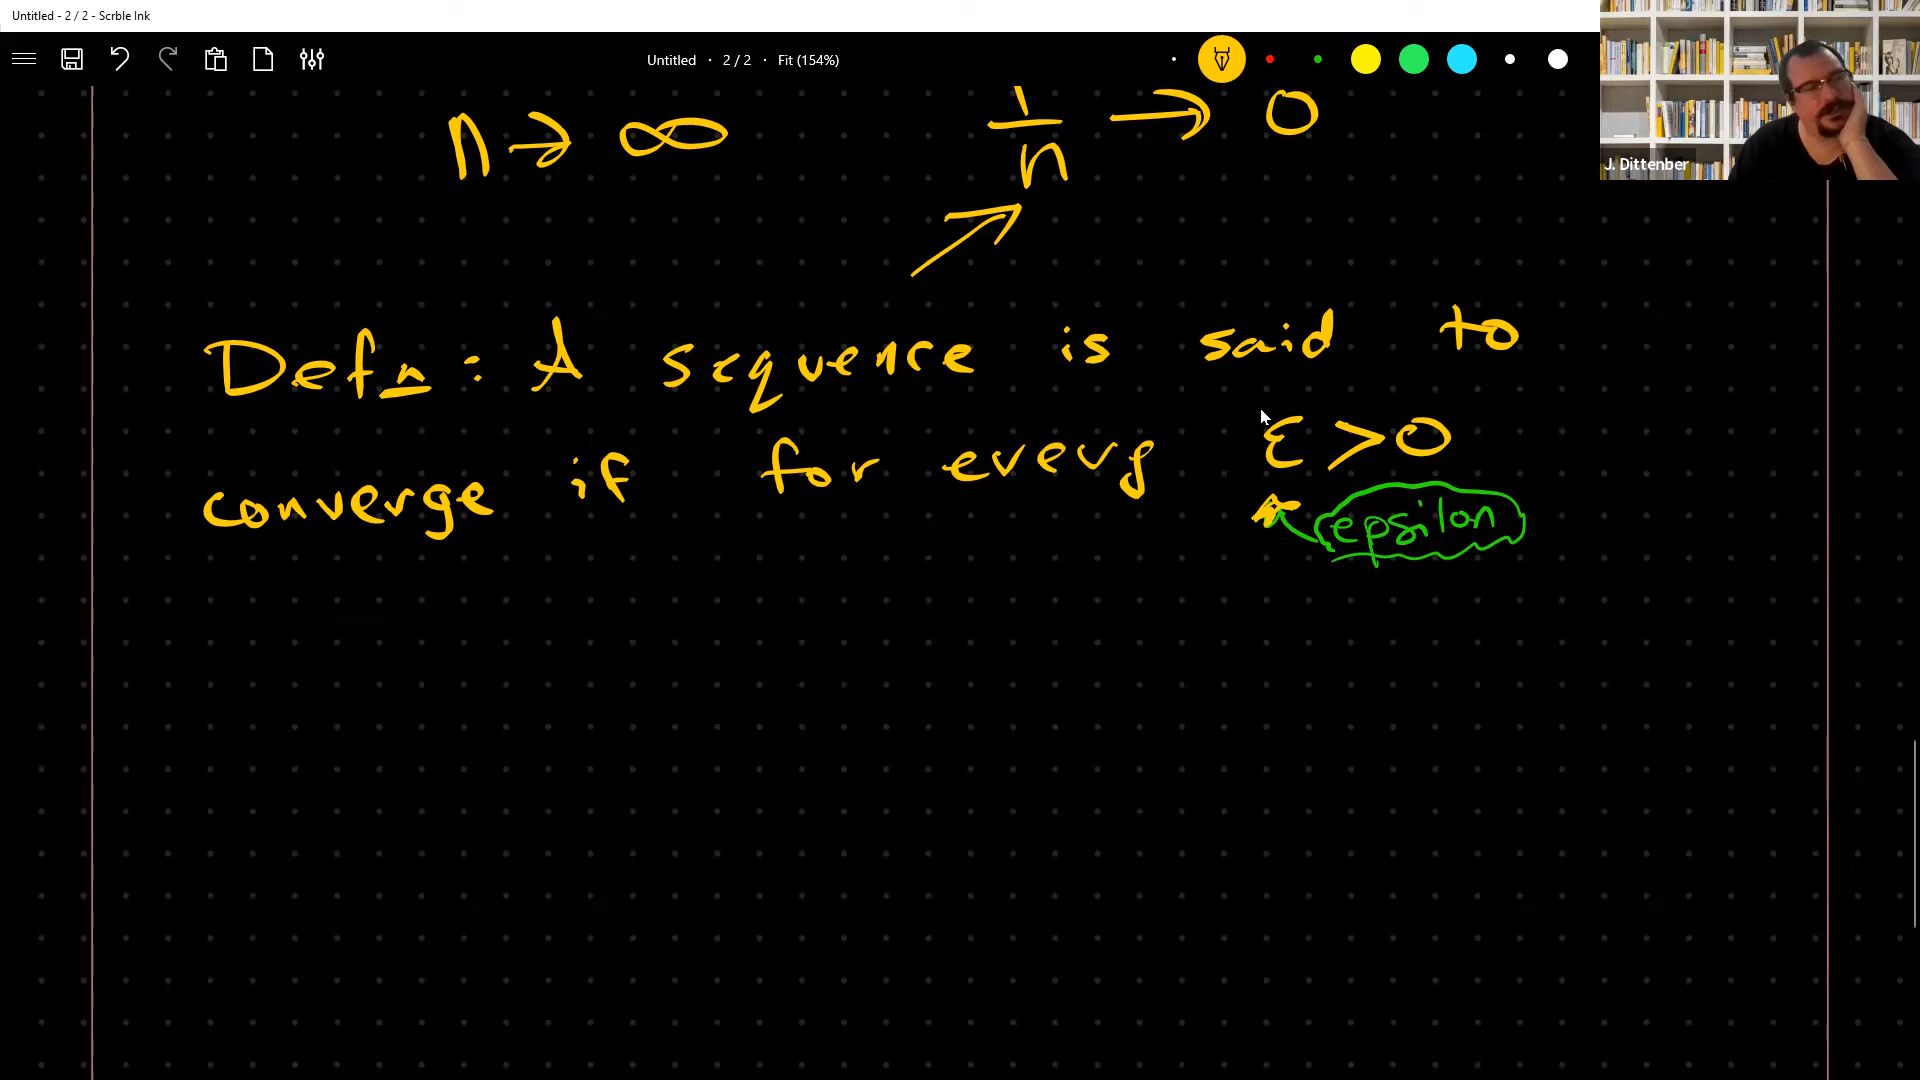 Untitled - 2 / 2 - Scrble Ink
Untitled · 2 / 2 · Fit (154%)
J. Dittenber
n → ∞ 1/n → 0
Defn: A sequence is said to
converge if for every ε > 0
epsilon